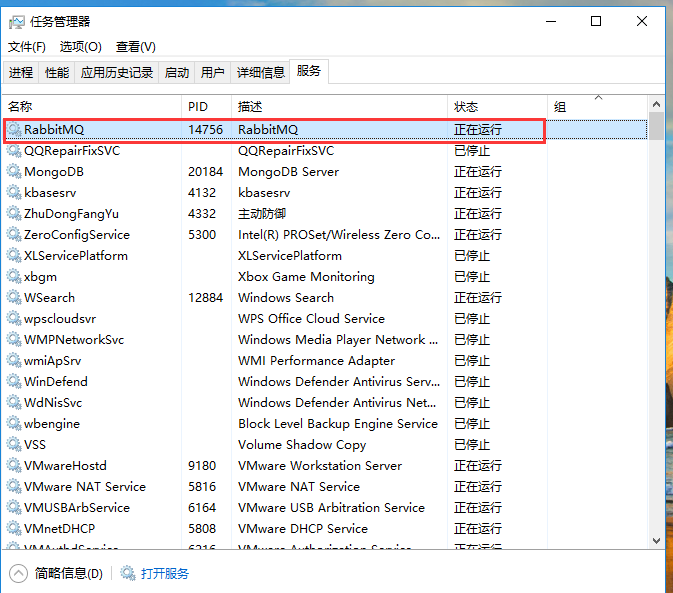 任务管理器
文件(F) 选项(O) 查看(V)
进程 性能 应用历史记录 启动 用户 详细信息 服务
名称 PID 描述 状态 组
RabbitMQ 14756 RabbitMQ 正在运行
QQRepairFixSVC QQRepairFixSVC 已停止
MongoDB 20184 MongoDB Server 正在运行
kbasesrv 4132 kbasesrv 正在运行
ZhuDongFangYu 4332 主动防御 正在运行
ZeroConfigService 5300 Intel(R) PROSet/Wireless Zero Co... 正在运行
XLServicePlatform XLServicePlatform 已停止
xbgm Xbox Game Monitoring 已停止
WSearch 12884 Windows Search 正在运行
wpscloudsvr WPS Office Cloud Service 已停止
WMPNetworkSvc Windows Media Player Network ... 已停止
wmiApSrv WMI Performance Adapter 已停止
WinDefend Windows Defender Antivirus Serv... 已停止
WdNisSvc Windows Defender Antivirus Net... 已停止
wbengine Block Level Backup Engine Service 已停止
VSS Volume Shadow Copy 已停止
VMwareHostd 9180 VMware Workstation Server 正在运行
VMware NAT Service 5816 VMware NAT Service 正在运行
VMUSBArbService 6164 VMware USB Arbitration Service 正在运行
VMnetDHCP 5808 VMware DHCP Service 正在运行
VMAuthdService 6216 VMware Authorization Service 正在运行
简略信息(D) 打开服务